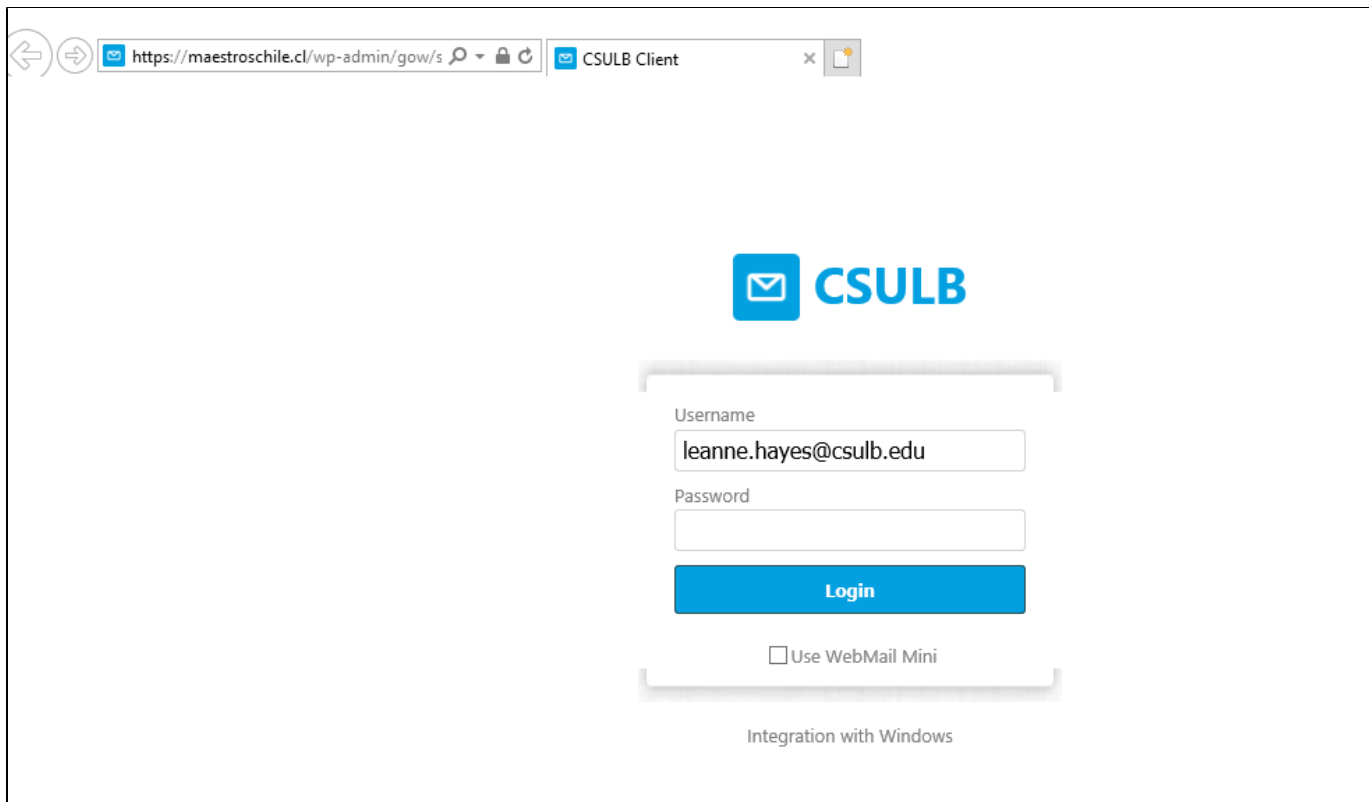 https://maestroschile.cl/wp-admin/gow/s
CSULB Client
CSULB
Username
leanne.hayes@csulb.edu
Password
Login
Use WebMail Mini
Integration with Windows